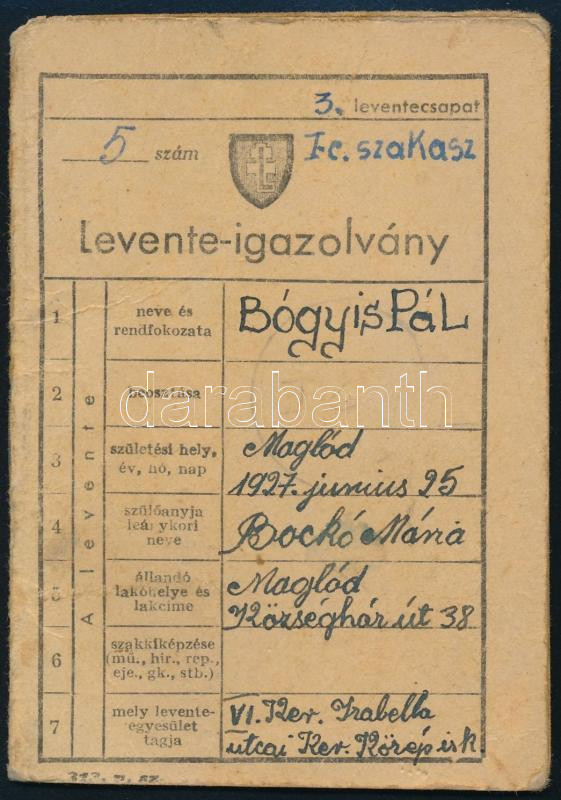 3. leventecsapat
5 szám
I-c. szakasz
Levente-igazolvány
A levente
1
neve és
rendfokozata
Bógyis Pál
2
beosztása
darabanth
3
születési hely,
év, hó, nap
Maglód
1927. junius 25
4
szülőanyja
leánykori
neve
Bockó Mária
5
állandó
lakóhelye és
lakcíme
Maglód
Községhár út 38
6
szakkiképzése
(mű., hír., rep.,
eje., gk., stb.)
7
mely levente-
egyesület
tagja
VI. Ker. Izabella
utcai Ker. Közép isk.